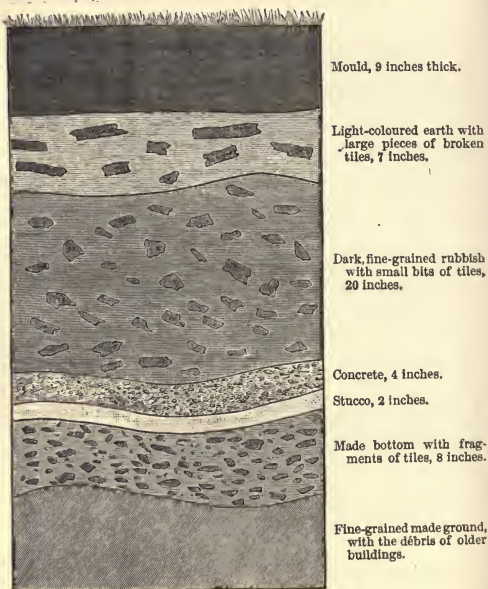 Mould, 9 inches thick.
Light-coloured earth with
large pieces of broken
tiles, 7 inches.
Dark, fine-grained rubbish
with small bits of tiles,
20 inches.
Concrete, 4 inches.
Stucco, 2 inches.
Made bottom with frag-
ments of tiles, 8 inches.
Fine-grained made ground,
with the débris of older
buildings.